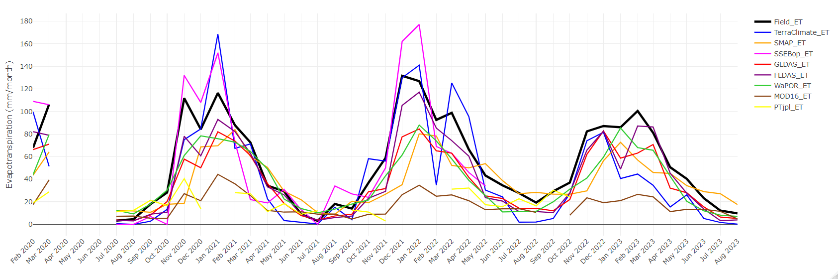 Evapotranspiration (mm/month)
180
160
140
120
100
80
60
40
20
0
Feb 2020
Mar 2020
Apr 2020
May 2020
Jun 2020
Jul 2020
Aug 2020
Sep 2020
Oct 2020
Nov 2020
Dec 2020
Jan 2021
Feb 2021
Mar 2021
Apr 2021
May 2021
Jun 2021
Jul 2021
Aug 2021
Sep 2021
Oct 2021
Nov 2021
Dec 2021
Jan 2022
Feb 2022
Mar 2022
Apr 2022
May 2022
Jun 2022
Jul 2022
Aug 2022
Sep 2022
Oct 2022
Nov 2022
Dec 2022
Jan 2023
Feb 2023
Mar 2023
Apr 2023
May 2023
Jun 2023
Jul 2023
Aug 2023
Field_ET
TerraClimate_ET
SMAP_ET
SSEBop_ET
GLDAS_ET
FLDAS_ET
WaPOR_ET
MOD16_ET
PTjpl_ET